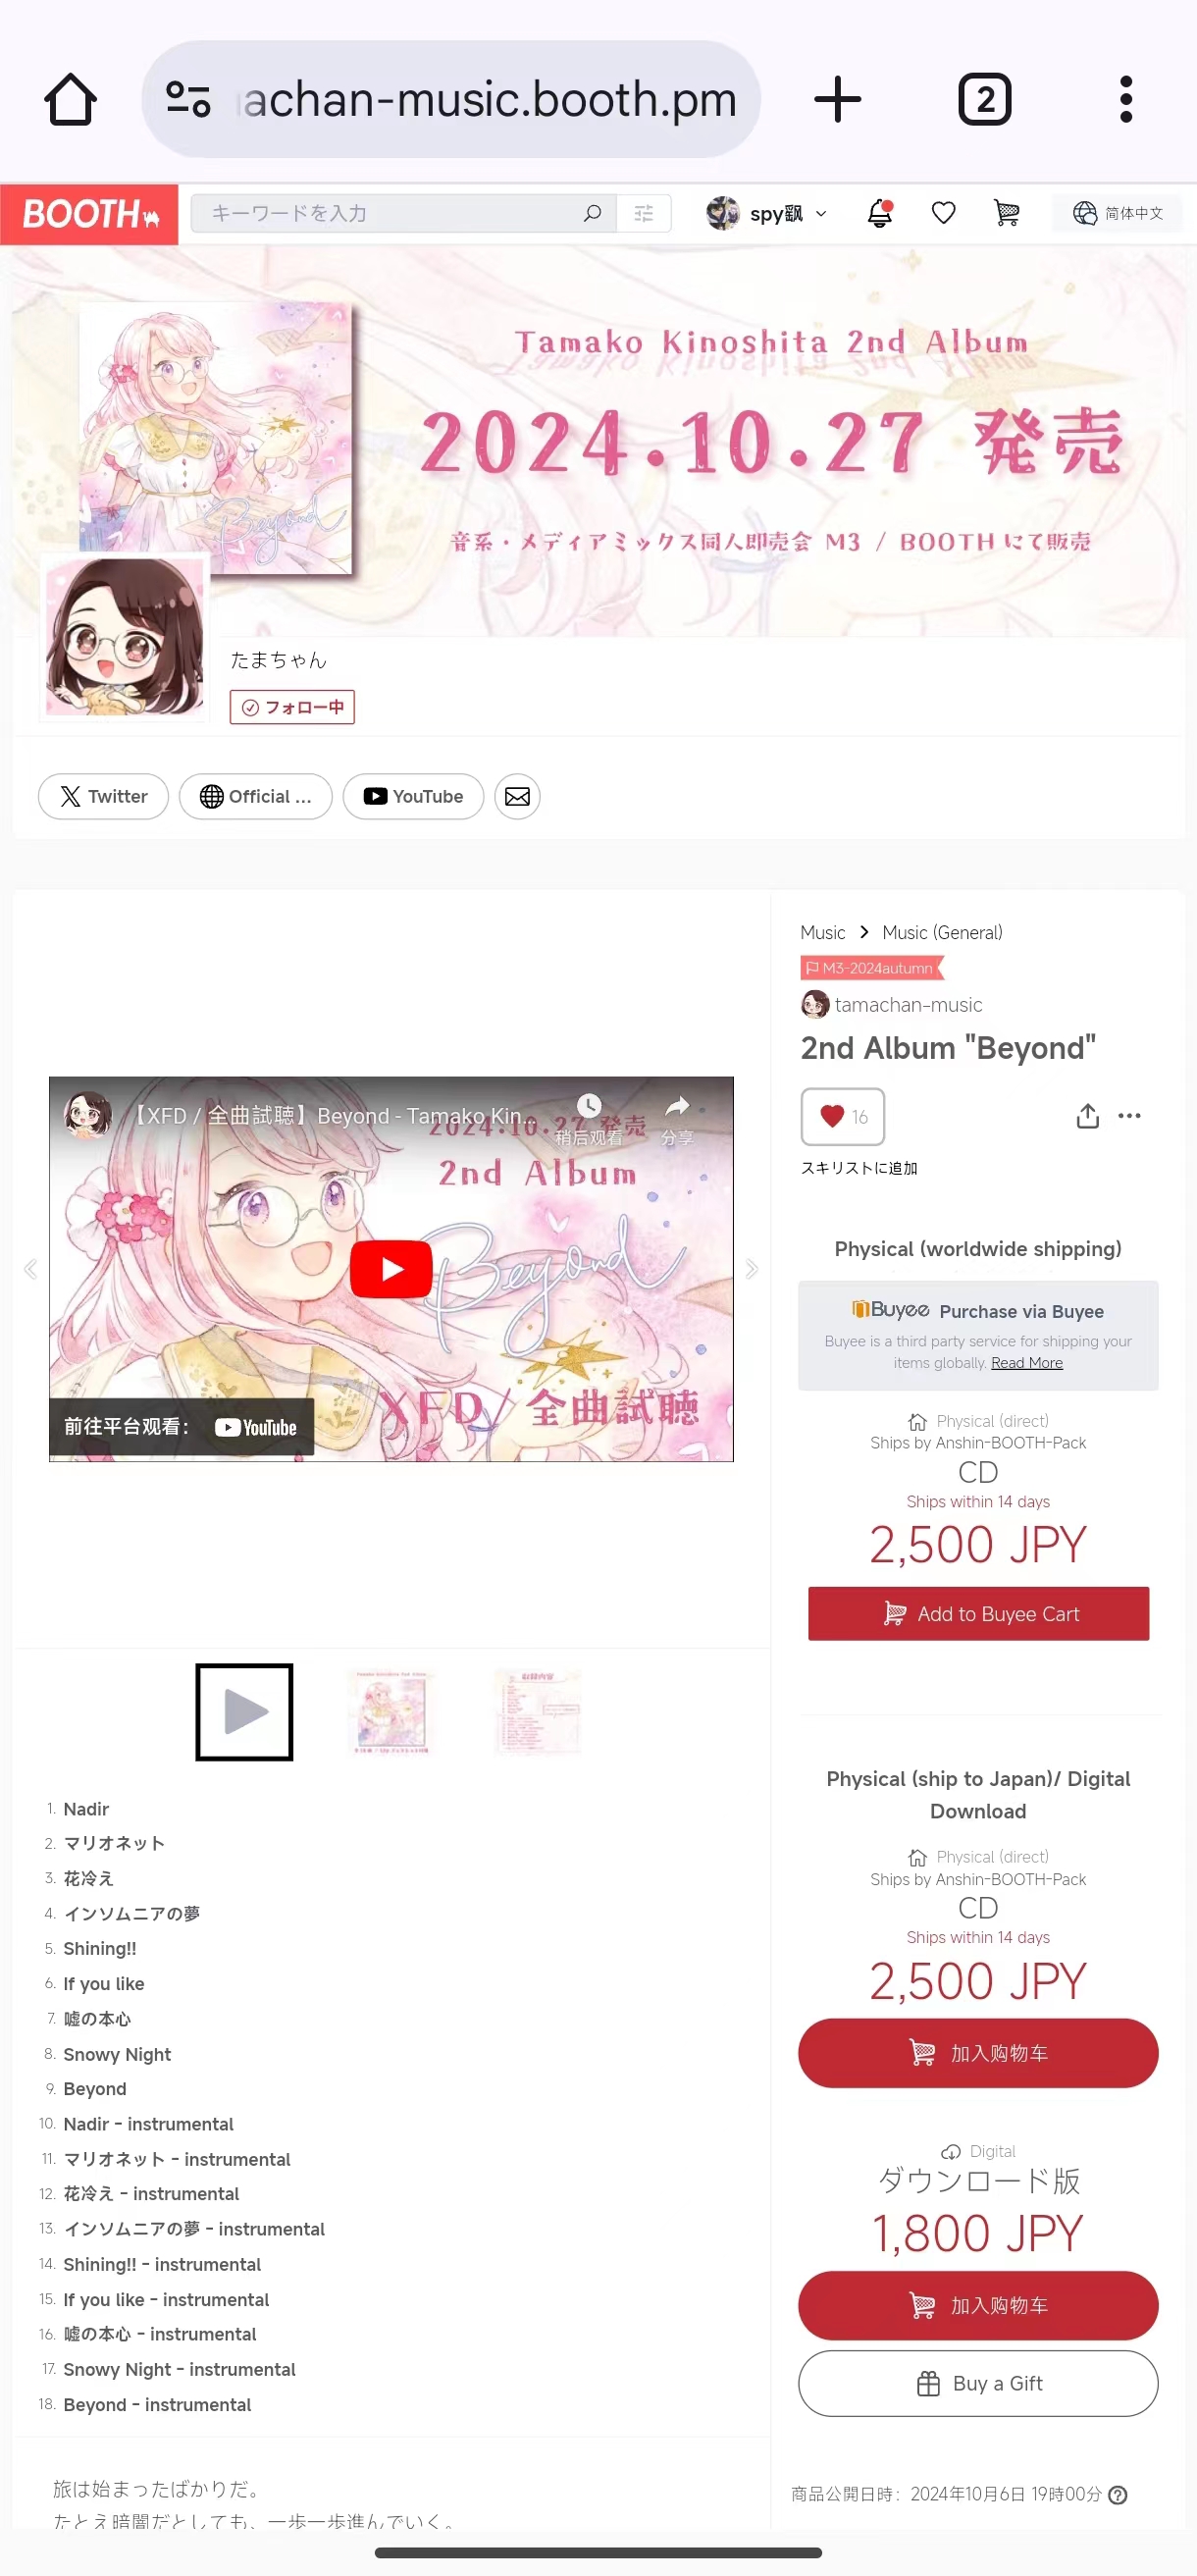 achan-music.booth.pm
2
BOOTH
キーワードを入力
spy飘
简体中文
Tamako Kinoshita 2nd Album
2024.10.27 発売
音系・メディアミックス同人即売会 M3 / BOOTH にて販売
Beyond
たまちゃん
フォロー中
Twitter
Official ...
YouTube
Music > Music (General)
M3-2024autumn
tamachan-music
2nd Album "Beyond"
16
スキリストに追加
【XFD / 全曲試聴】Beyond - Tamako Kin...
2024.10.27 発売
稍后观看
分享
2nd Album
Beyond
XFD / 全曲試聴
前往平台观看：
YouTube
Physical (worldwide shipping)
Buyee Purchase via Buyee
Buyee is a third party service for shipping your
items globally. Read More
Physical (direct)
Ships by Anshin-BOOTH-Pack
CD
Ships within 14 days
2,500 JPY
Add to Buyee Cart
Tamako Kinoshita 2nd Album
収録内容
1. Nadir
2. マリオネット
3. 花冷え
4. インソムニアの夢
5. Shining!!
6. If you like
7. 嘘の本心
8. Snowy Night
9. Beyond
10. Nadir - instrumental
11. マリオネット - instrumental
12. 花冷え - instrumental
13. インソムニアの夢 - instrumental
14. Shining!! - instrumental
15. If you like - instrumental
16. 嘘の本心 - instrumental
17. Snowy Night - instrumental
18. Beyond - instrumental
旅は始まったばかりだ。
たとえ暗闇だとしても、一歩一歩進んでいく。
Physical (ship to Japan)/ Digital
Download
Physical (direct)
Ships by Anshin-BOOTH-Pack
CD
Ships within 14 days
2,500 JPY
加入购物车
Digital
ダウンロード版
1,800 JPY
加入购物车
Buy a Gift
商品公開日時：2024年10月6日 19時00分